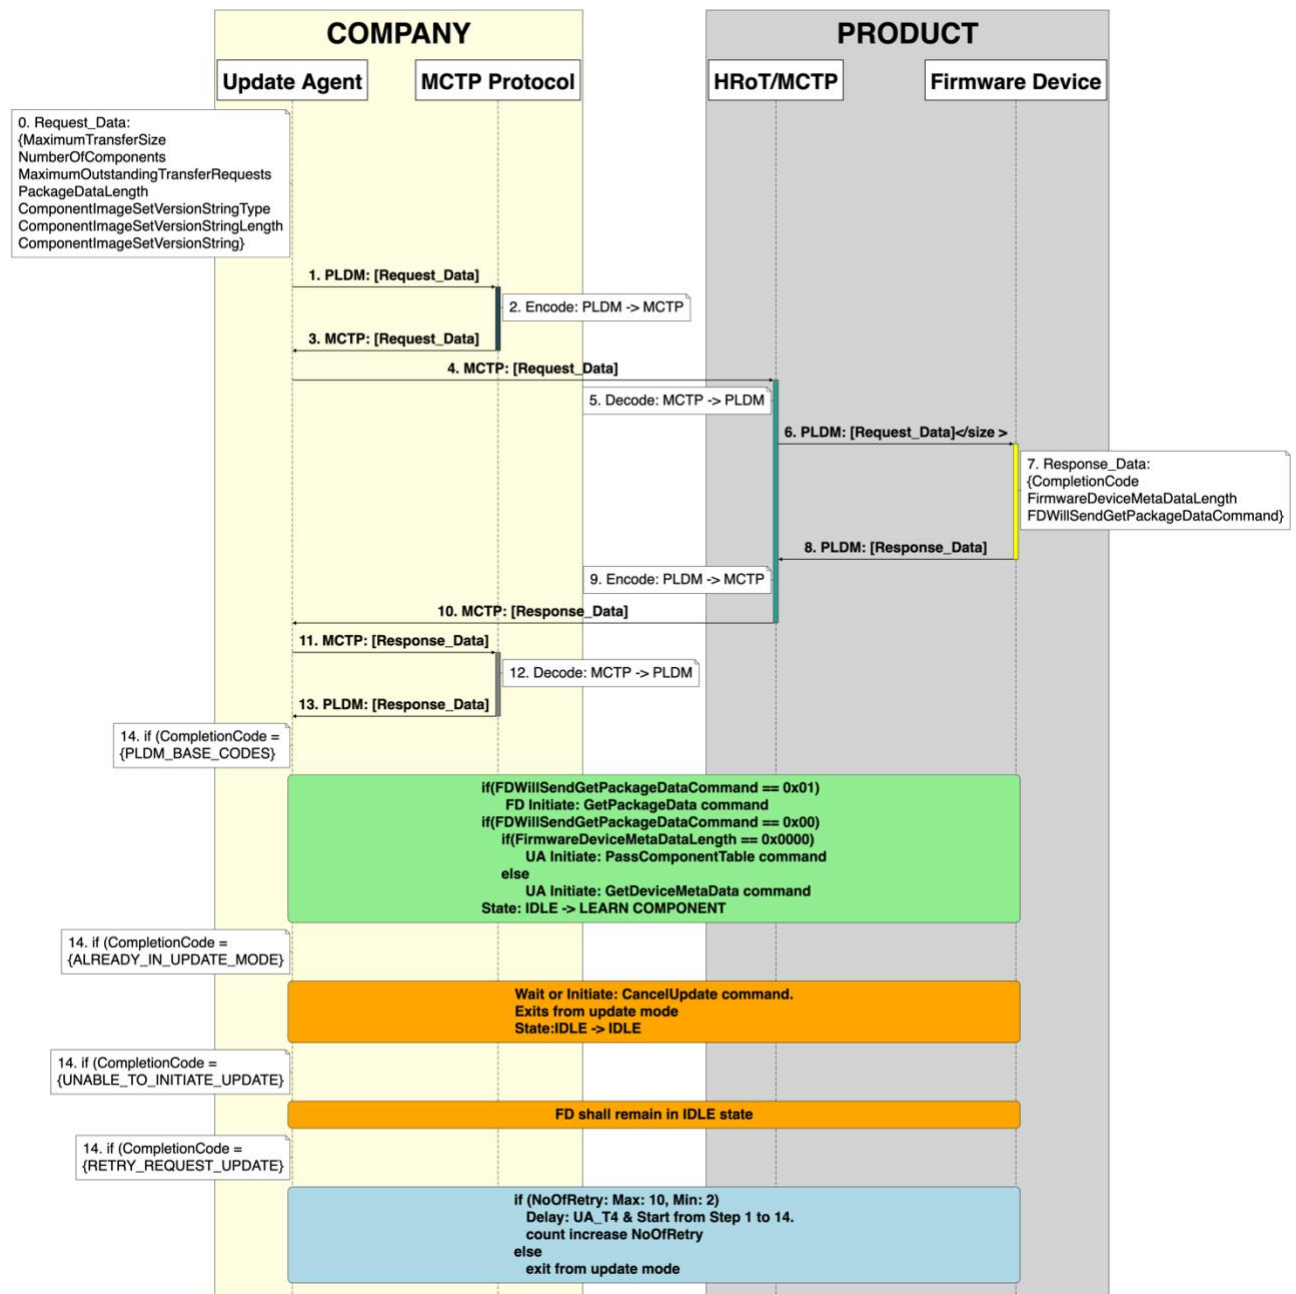 COMPANY
PRODUCT
Update Agent
MCTP Protocol
HRoT/MCTP
Firmware Device
0. Request_Data:
{MaximumTransferSize
NumberOfComponents
MaximumOutstandingTransferRequests
PackageDataLength
ComponentImageSetVersionStringType
ComponentImageSetVersionStringLength
ComponentImageSetVersionString}
1. PLDM: [Request_Data]
2. Encode: PLDM -> MCTP
3. MCTP: [Request_Data]
4. MCTP: [Request_Data]
5. Decode: MCTP -> PLDM
6. PLDM: [Request_Data]</size >
7. Response_Data:
{CompletionCode
FirmwareDeviceMetaDataLength
FDWillSendGetPackageDataCommand}
8. PLDM: [Response_Data]
9. Encode: PLDM -> MCTP
10. MCTP: [Response_Data]
11. MCTP: [Response_Data]
12. Decode: MCTP -> PLDM
13. PLDM: [Response_Data]
14. if (CompletionCode =
{PLDM_BASE_CODES}
if(FDWillSendGetPackageDataCommand == 0x01)
FD Initiate: GetPackageData command
if(FDWillSendGetPackageDataCommand == 0x00)
if(FirmwareDeviceMetaDataLength == 0x0000)
UA Initiate: PassComponentTable command
else
UA Initiate: GetDeviceMetaData command
State: IDLE -> LEARN COMPONENT
14. if (CompletionCode =
{ALREADY_IN_UPDATE_MODE}
Wait or Initiate: CancelUpdate command.
Exits from update mode
State:IDLE -> IDLE
14. if (CompletionCode =
{UNABLE_TO_INITIATE_UPDATE}
FD shall remain in IDLE state
14. if (CompletionCode =
{RETRY_REQUEST_UPDATE}
if (NoOfRetry: Max: 10, Min: 2)
Delay: UA_T4 & Start from Step 1 to 14.
count increase NoOfRetry
else
exit from update mode